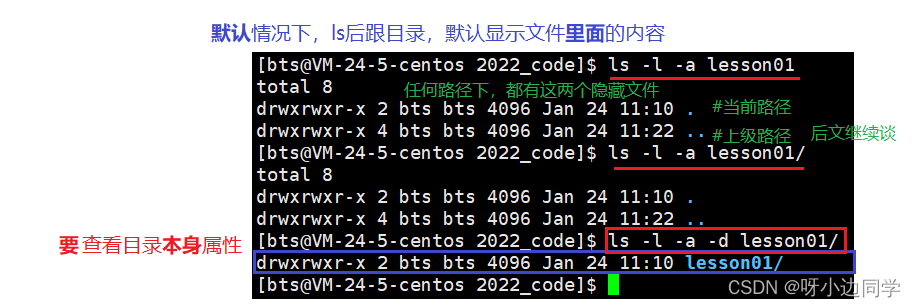 默认情况下，ls后跟目录，默认显示文件里面的内容
[bts@VM-24-5-centos 2022_code]$ ls -l -a lesson01
total 8 任何路径下，都有这两个隐藏文件
drwxrwxr-x 2 bts bts 4096 Jan 24 11:10 . #当前路径
drwxrwxr-x 4 bts bts 4096 Jan 24 11:22 .. #上级路径 后文继续谈
[bts@VM-24-5-centos 2022_code]$ ls -l -a lesson01/
total 8
drwxrwxr-x 2 bts bts 4096 Jan 24 11:10 .
drwxrwxr-x 4 bts bts 4096 Jan 24 11:22 ..
要 查看目录本身属性 [bts@VM-24-5-centos 2022_code]$ ls -l -a -d lesson01/
drwxrwxr-x 2 bts bts 4096 Jan 24 11:10 lesson01/
[bts@VM-24-5-centos 2022_code]$
CSDN @呀小边同学